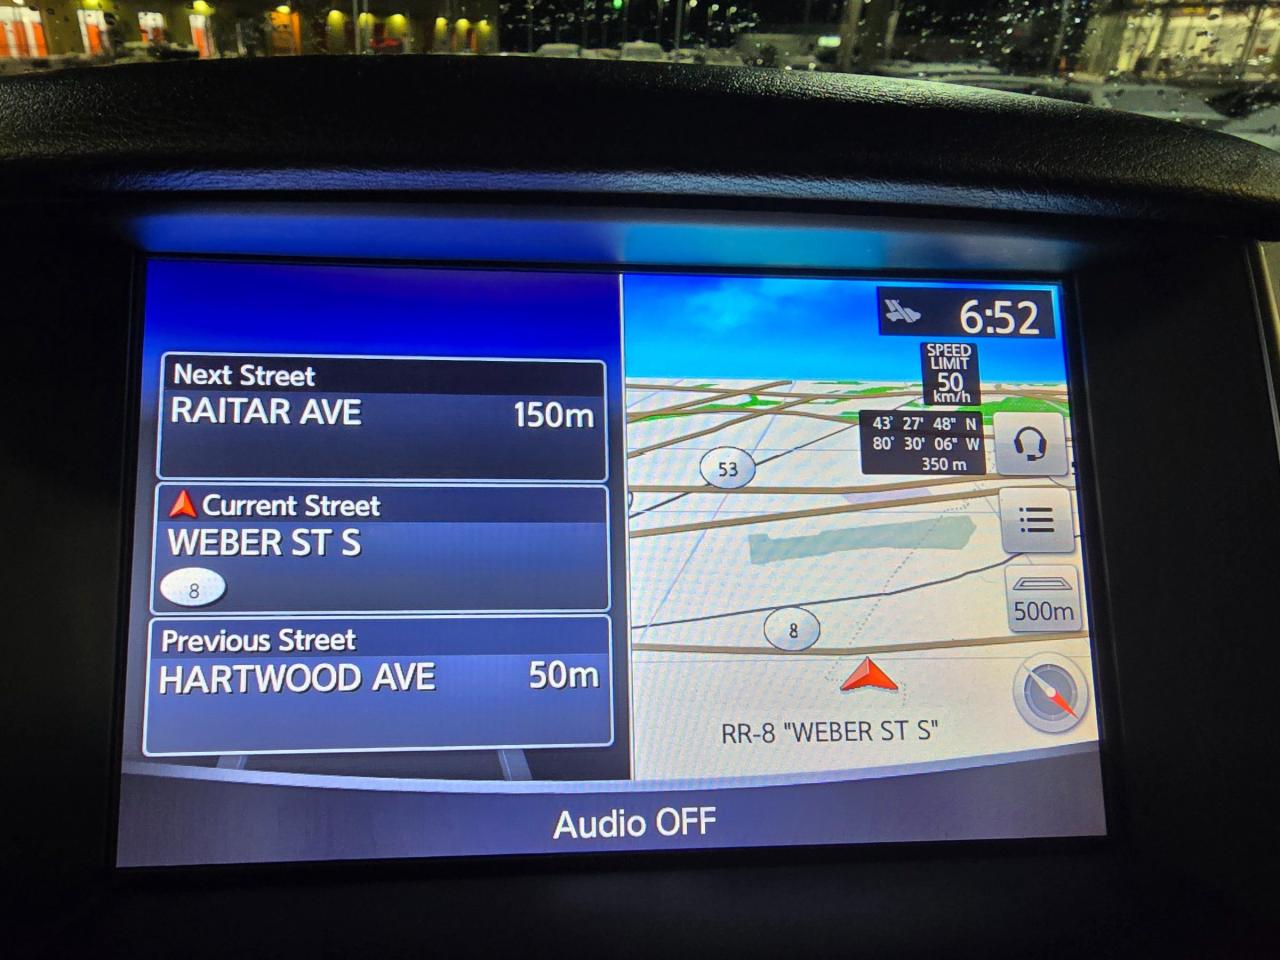 6:52
SPEED
LIMIT
50
km/h
Next Street
RAITAR AVE 150m
43° 27' 48" N
80° 30' 06" W
350 m
53
Current Street
WEBER ST S
8
500m
8
Previous Street
HARTWOOD AVE 50m
RR-8 "WEBER ST S"
Audio OFF